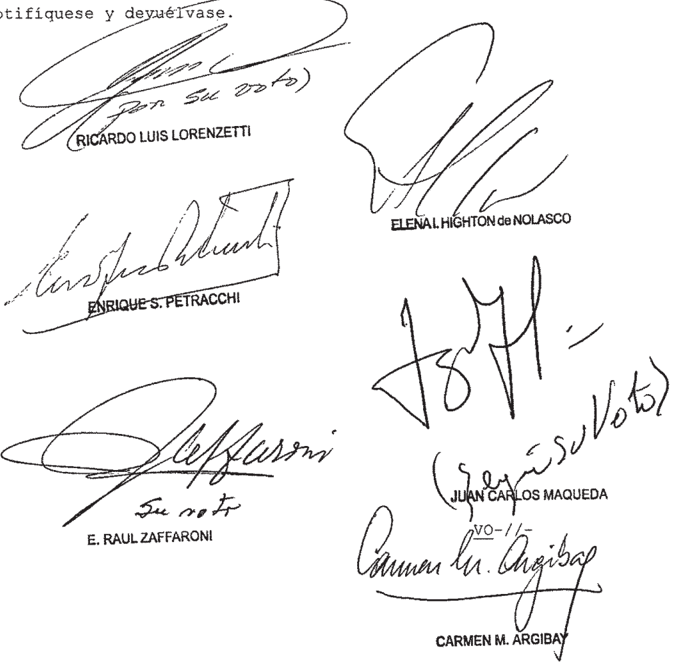 otifíquese y devuélvase.
(por su voto)
RICARDO LUIS LORENZETTI
ELENA I. HIGHTON de NOLASCO
ENRIQUE S. PETRACCHI
Zaffaroni
su voto
E. RAUL ZAFFARONI
(según su Voto)
JUAN CARLOS MAQUEDA
VO-//-
Carmen M. Argibay
CARMEN M. ARGIBAY